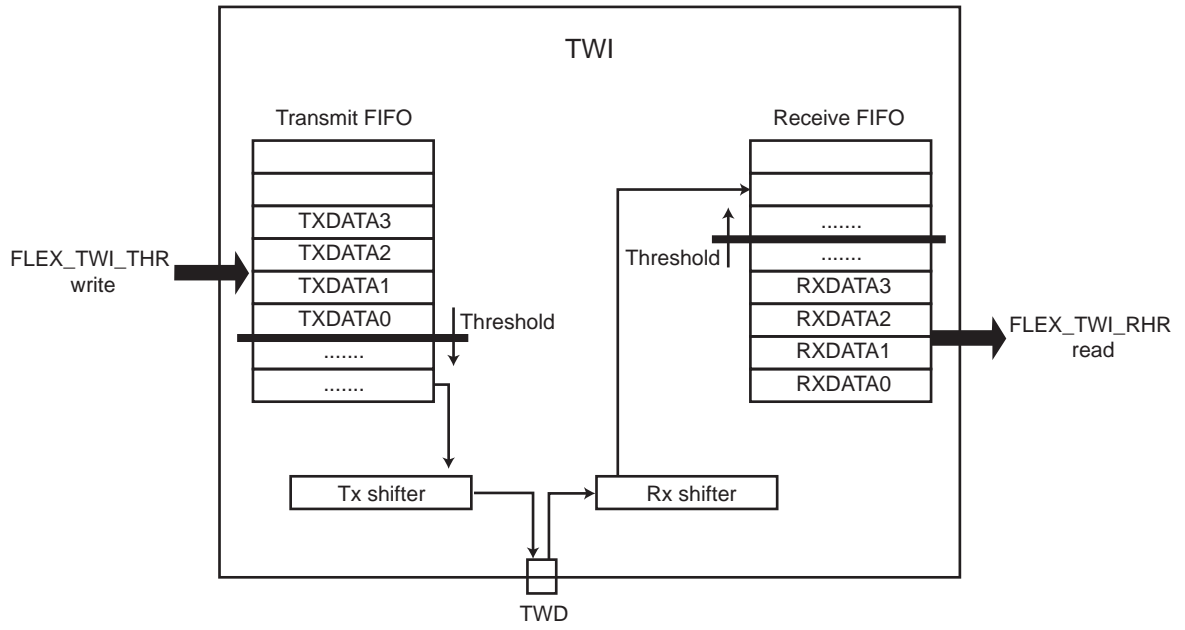 TWI
Transmit FIFO
TXDATA3
TXDATA2
TXDATA1
TXDATA0
.......
.......
FLEX_TWI_THR
write
Threshold
Receive FIFO
.......
.......
RXDATA3
RXDATA2
RXDATA1
RXDATA0
Threshold
FLEX_TWI_RHR
read
Tx shifter
Rx shifter
TWD